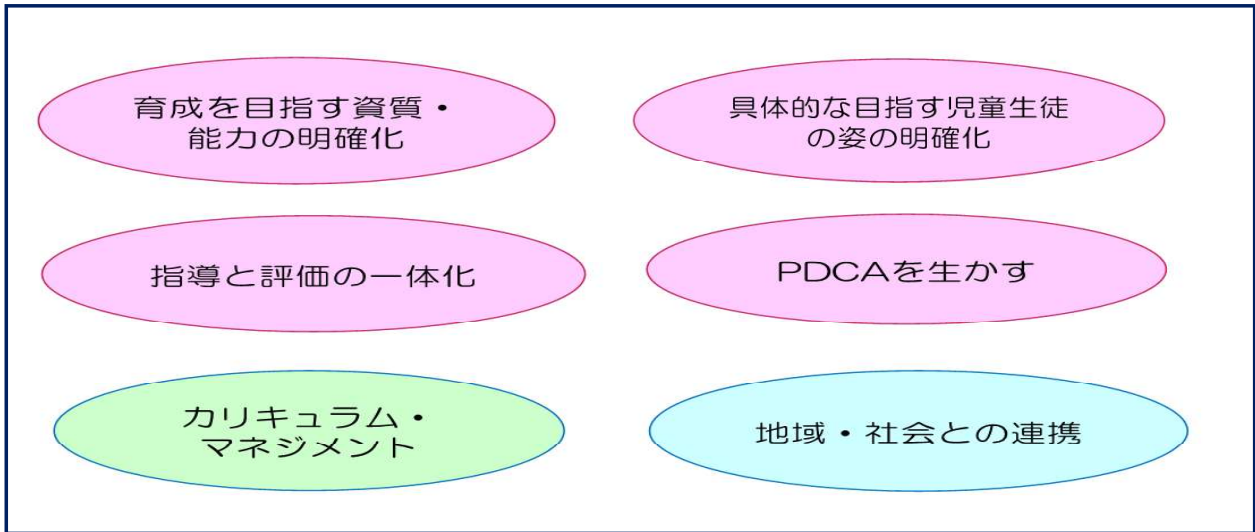 育成を目指す資質・
能力の明確化
具体的な目指す児童生徒
の姿の明確化
指導と評価の一体化
PDCAを生かす
カリキュラム・
マネジメント
地域・社会との連携